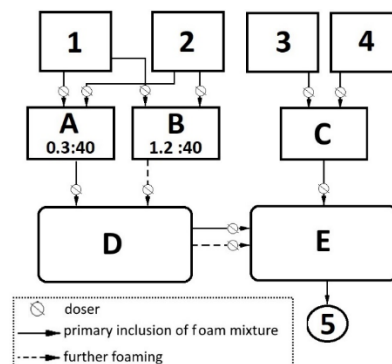 1
2
3
4
A
0.3:40
B
1.2 :40
C
D
E
5
doser
primary inclusion of foam mixture
further foaming